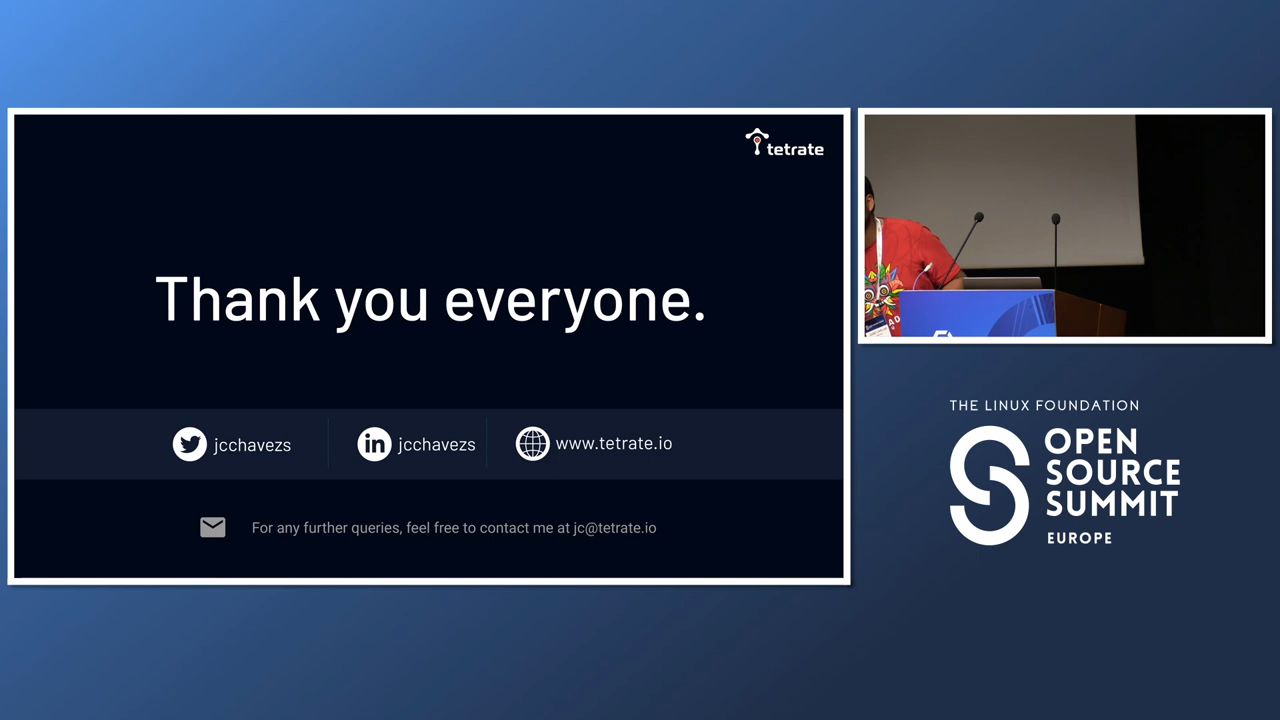 tetrate
Thank you everyone.
jcchavezs
jcchavezs
www.tetrate.io
For any further queries, feel free to contact me at jc@tetrate.io
THE LINUX FOUNDATION
OPEN
SOURCE
SUMMIT
EUROPE